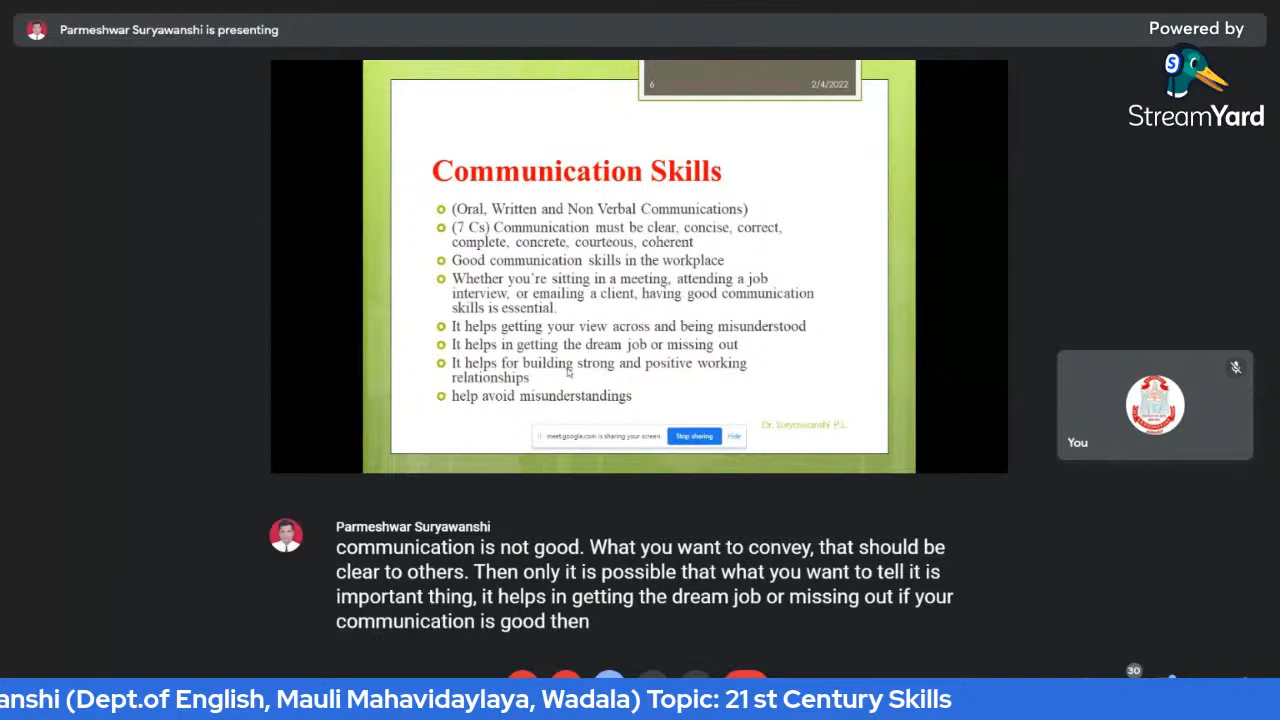 Parmeshwar Suryawanshi is presenting
Powered by
StreamYard
6
2/4/2022
Communication Skills
(Oral, Written and Non Verbal Communications)
(7 Cs) Communication must be clear, concise, correct,
complete, concrete, courteous, coherent
Good communication skills in the workplace
Whether you're sitting in a meeting, attending a job
interview, or emailing a client, having good communication
skills is essential.
It helps getting your view across and being misunderstood
It helps in getting the dream job or missing out
It helps for building strong and positive working
relationships
help avoid misunderstandings
Dr. Suryawanshi P.L.
meet.google.com is sharing your screen.
Stop sharing
Hide
You
Parmeshwar Suryawanshi
communication is not good. What you want to convey, that should be
clear to others. Then only it is possible that what you want to tell it is
important thing, it helps in getting the dream job or missing out if your
communication is good then
30
anshi (Dept.of English, Mauli Mahavidaylaya, Wadala) Topic: 21 st Century Skills